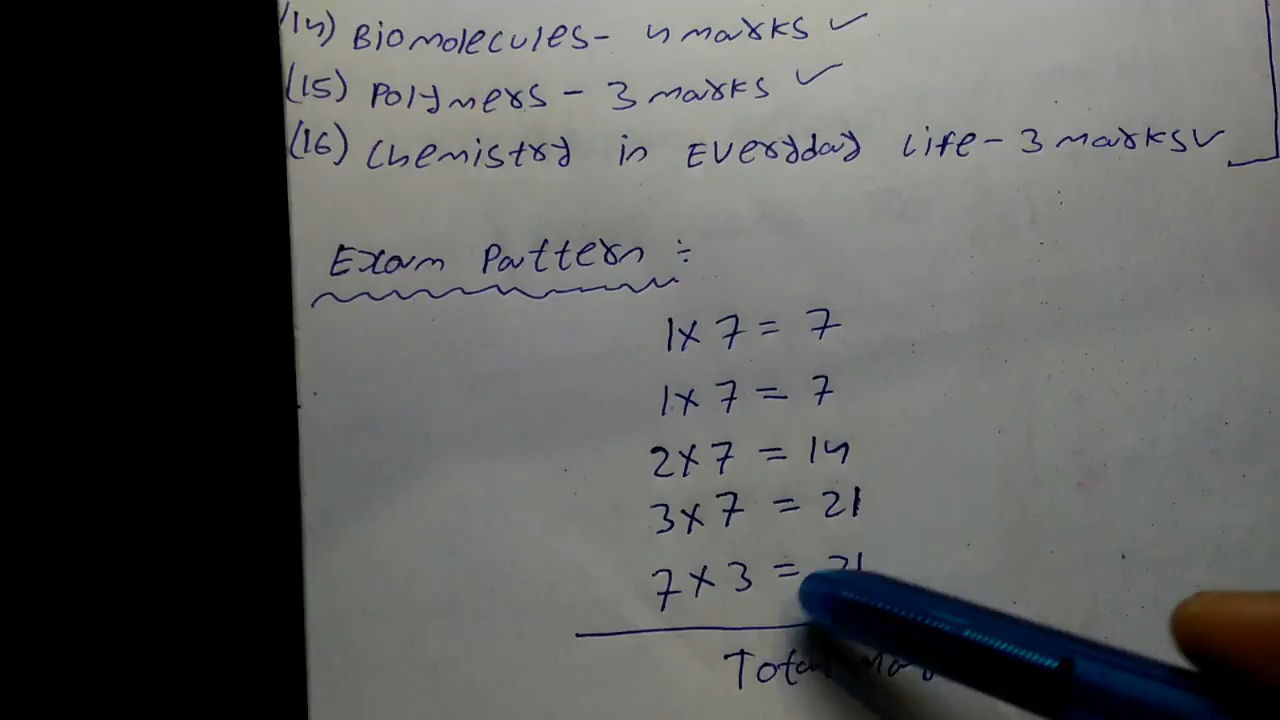 (14) Biomolecules - 4 marks ✓
(15) Polymers - 3 marks ✓
(16) Chemistry in Everyday Life - 3 marks ✓
Exam Pattern ÷
1 x 7 = 7
1 x 7 = 7
2 x 7 = 14
3 x 7 = 21
7 x 3 = 21
Total